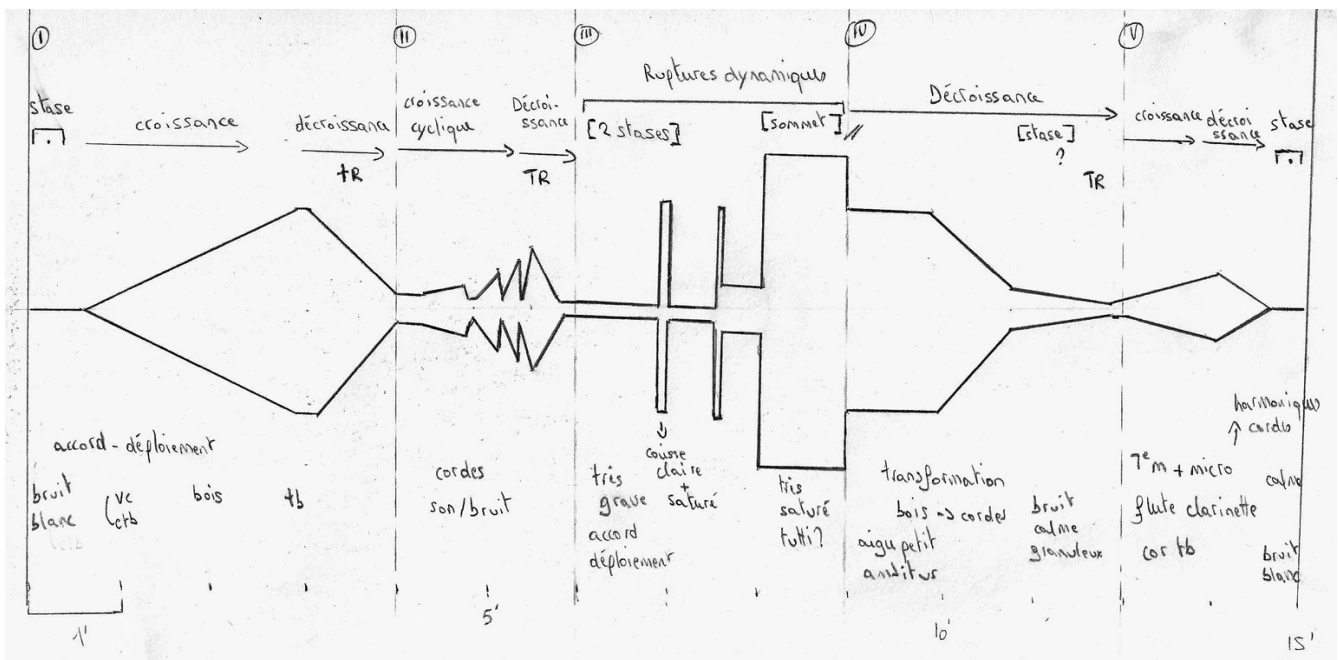 I
II
III
IV
V
stase
croissance
décroissance
tR
croissance
cyclique
Décroi-
ssance
TR
Ruptures dynamiques
[2 stases]
[sommet]
Décroissance
[stase]
?
TR
croissance
décroi
ssance
stase
accord - déploiement
bruit
blanc
vc
ctb
bois
tb
cordes
son/bruit
très
grave
accord
déploiement
claire
+
saturé
très
saturé
tutti?
transformation
bois → cordes
aigu petit
bruit
calme
granuleux
harmoniques
cordes
7e m + micro
flute clarinette
cor tb
calme
bruit
blanc
1'
5'
10'
15'